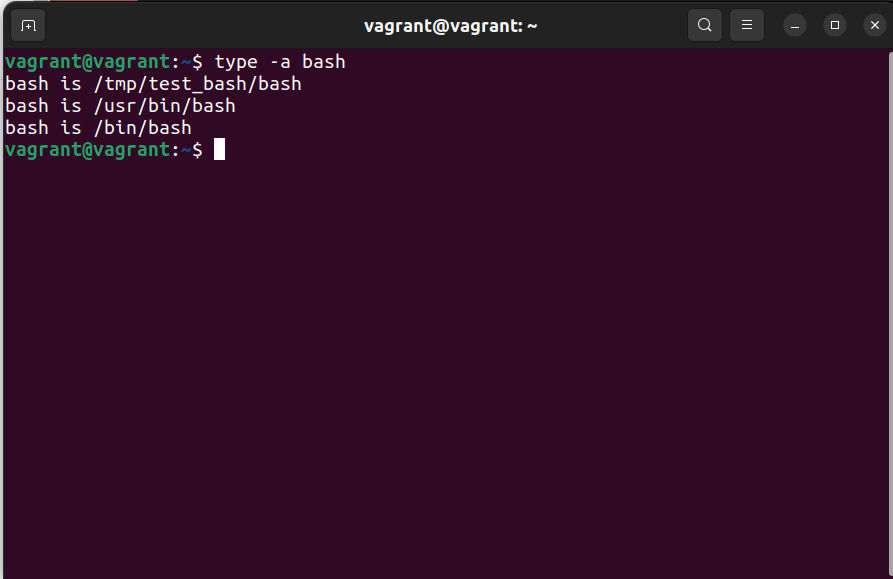 vagrant@vagrant: ~
vagrant@vagrant:~$ type -a bash
bash is /tmp/test_bash/bash
bash is /usr/bin/bash
bash is /bin/bash
vagrant@vagrant:~$